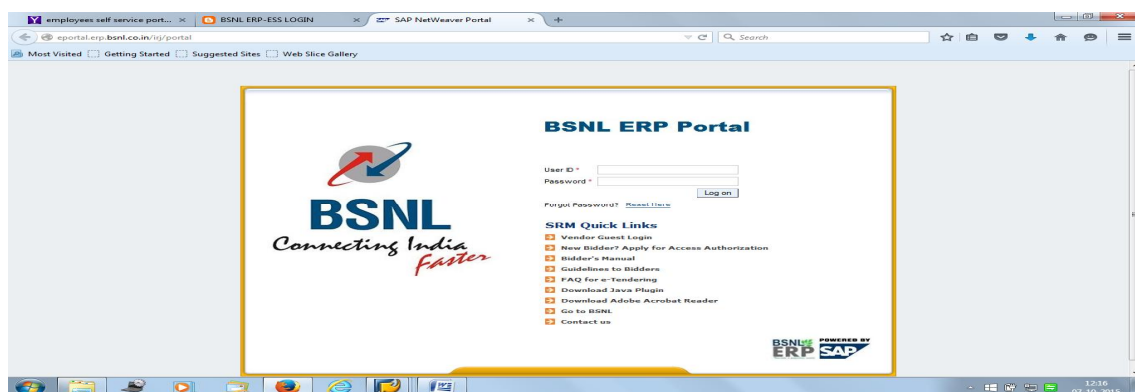 employees self service port...
BSNL ERP-ESS LOGIN
SAP NetWeaver Portal
eportal.erp.bsnl.co.in/irj/portal
Search
Most Visited
Getting Started
Suggested Sites
Web Slice Gallery
BSNL ERP Portal
User ID *
Password *
Log on
Forgot Password? Reset Here
BSNL
Connecting India
Faster
SRM Quick Links
Vendor Guest Login
New Bidder? Apply for Access Authorization
Bidder's Manual
Guidelines to Bidders
FAQ for e-Tendering
Download Java Plugin
Download Adobe Acrobat Reader
Go to BSNL
Contact us
BSNL
ERP
POWERED BY
SAP
12:16
07-10-2015